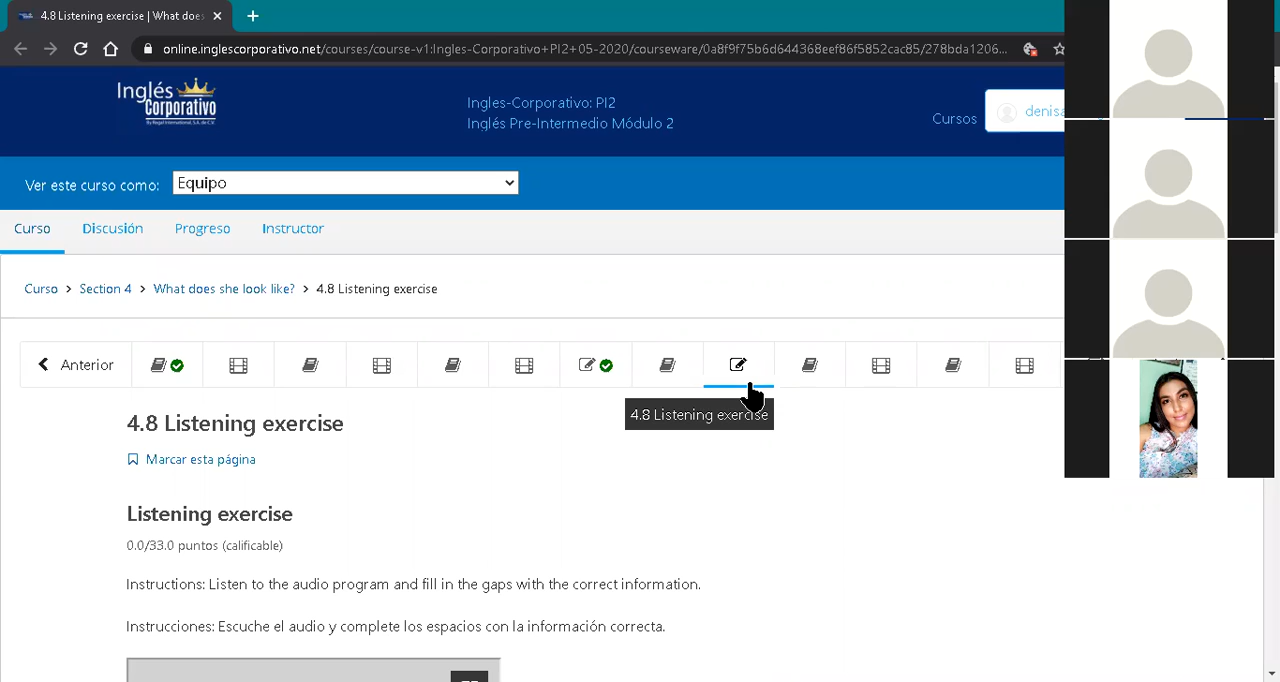 4.8 Listening exercise | What does
online.inglescorporativo.net/courses/course-v1:Ingles-Corporativo+PI2+05-2020/courseware/0a8f9f75b6d644368eef86f5852cac85/278bda1206...
Inglés
Corporativo
By Regal International, S.A. de C.V.
Ingles-Corporativo: PI2
Inglés Pre-Intermedio Módulo 2
Cursos
denisa
Ver este curso como:
Equipo
Curso
Discusión
Progreso
Instructor
Curso > Section 4 > What does she look like? > 4.8 Listening exercise
Anterior
4.8 Listening exercise
4.8 Listening exercise
Marcar esta página
Listening exercise
0.0/33.0 puntos (calificable)
Instructions: Listen to the audio program and fill in the gaps with the correct information.
Instrucciones: Escuche el audio y complete los espacios con la información correcta.